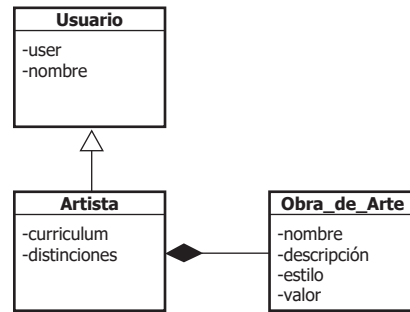 Usuario
-user
-nombre
Artista
-curriculum
-distinciones
Obra_de_Arte
-nombre
-descripción
-estilo
-valor